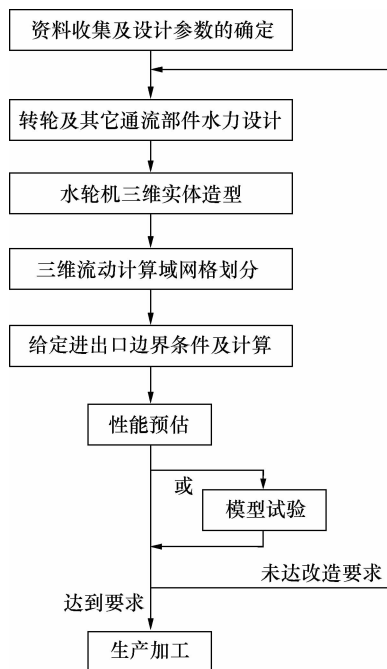 资料收集及设计参数的确定
转轮及其它通流部件水力设计
水轮机三维实体造型
三维流动计算域网格划分
给定进出口边界条件及计算
性能预估
或
模型试验
未达改造要求
达到要求
生产加工